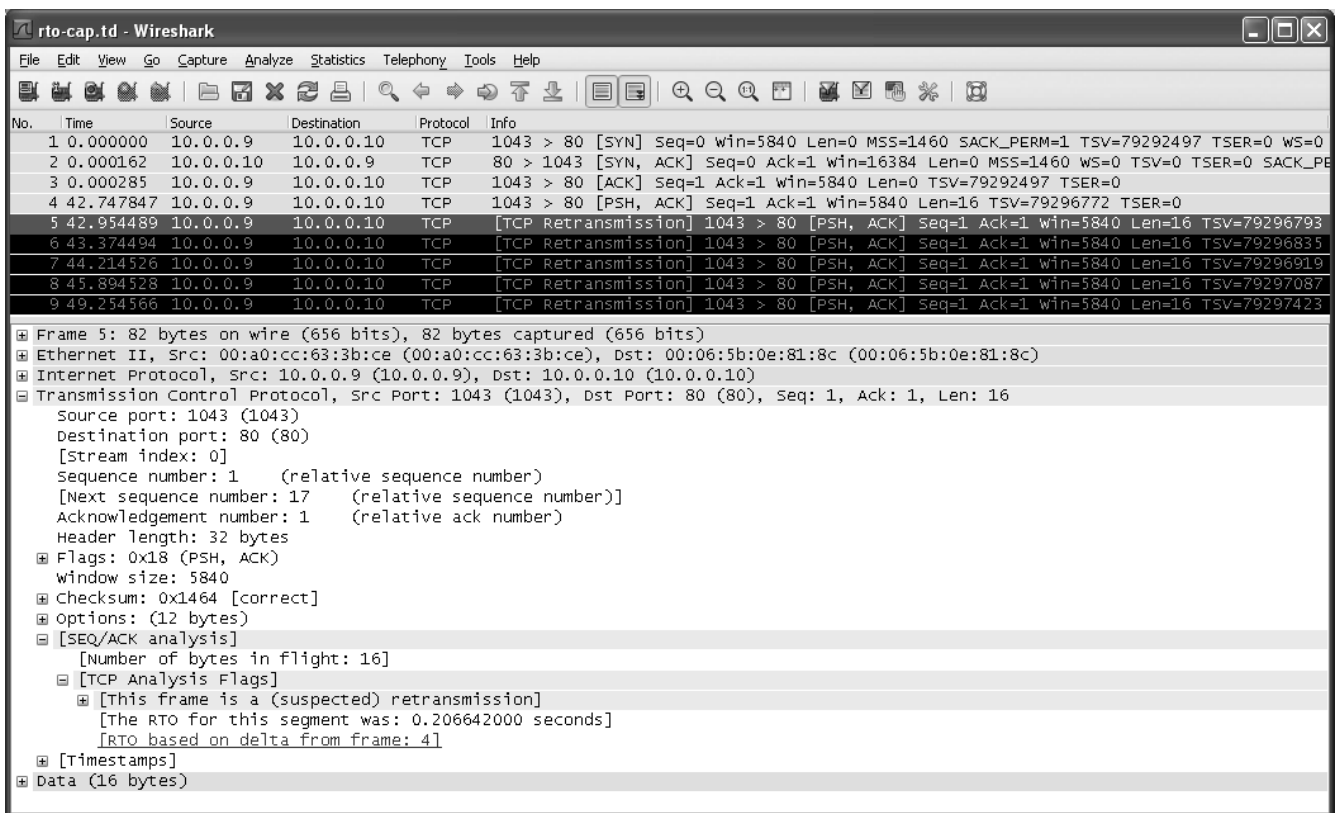 rto-cap.td - Wireshark
File Edit View Go Capture Analyze Statistics Telephony Tools Help
No. Time Source Destination Protocol Info
1 0.000000 10.0.0.9 10.0.0.10 TCP 1043 > 80 [SYN] Seq=0 Win=5840 Len=0 MSS=1460 SACK_PERM=1 TSV=79292497 TSER=0 WS=0
2 0.000162 10.0.0.10 10.0.0.9 TCP 80 > 1043 [SYN, ACK] Seq=0 Ack=1 Win=16384 Len=0 MSS=1460 WS=0 TSV=0 TSER=0 SACK_PE
3 0.000285 10.0.0.9 10.0.0.10 TCP 1043 > 80 [ACK] Seq=1 Ack=1 Win=5840 Len=0 TSV=79292497 TSER=0
4 42.747847 10.0.0.9 10.0.0.10 TCP 1043 > 80 [PSH, ACK] Seq=1 Ack=1 Win=5840 Len=16 TSV=79296772 TSER=0
5 42.954489 10.0.0.9 10.0.0.10 TCP [TCP Retransmission] 1043 > 80 [PSH, ACK] Seq=1 Ack=1 Win=5840 Len=16 TSV=79296793
6 43.374494 10.0.0.9 10.0.0.10 TCP [TCP Retransmission] 1043 > 80 [PSH, ACK] Seq=1 Ack=1 Win=5840 Len=16 TSV=79296835
7 44.214526 10.0.0.9 10.0.0.10 TCP [TCP Retransmission] 1043 > 80 [PSH, ACK] Seq=1 Ack=1 Win=5840 Len=16 TSV=79296919
8 45.894528 10.0.0.9 10.0.0.10 TCP [TCP Retransmission] 1043 > 80 [PSH, ACK] Seq=1 Ack=1 Win=5840 Len=16 TSV=79297087
9 49.254566 10.0.0.9 10.0.0.10 TCP [TCP Retransmission] 1043 > 80 [PSH, ACK] Seq=1 Ack=1 Win=5840 Len=16 TSV=79297423
Frame 5: 82 bytes on wire (656 bits), 82 bytes captured (656 bits)
Ethernet II, Src: 00:a0:cc:63:3b:ce (00:a0:cc:63:3b:ce), Dst: 00:06:5b:0e:81:8c (00:06:5b:0e:81:8c)
Internet Protocol, Src: 10.0.0.9 (10.0.0.9), Dst: 10.0.0.10 (10.0.0.10)
Transmission Control Protocol, Src Port: 1043 (1043), Dst Port: 80 (80), Seq: 1, Ack: 1, Len: 16
Source port: 1043 (1043)
Destination port: 80 (80)
[Stream index: 0]
Sequence number: 1 (relative sequence number)
[Next sequence number: 17 (relative sequence number)]
Acknowledgement number: 1 (relative ack number)
Header length: 32 bytes
Flags: 0x18 (PSH, ACK)
Window size: 5840
Checksum: 0x1464 [correct]
Options: (12 bytes)
[SEQ/ACK analysis]
[Number of bytes in flight: 16]
[TCP Analysis Flags]
[This frame is a (suspected) retransmission]
[The RTO for this segment was: 0.206642000 seconds]
[RTO based on delta from frame: 4]
[Timestamps]
Data (16 bytes)